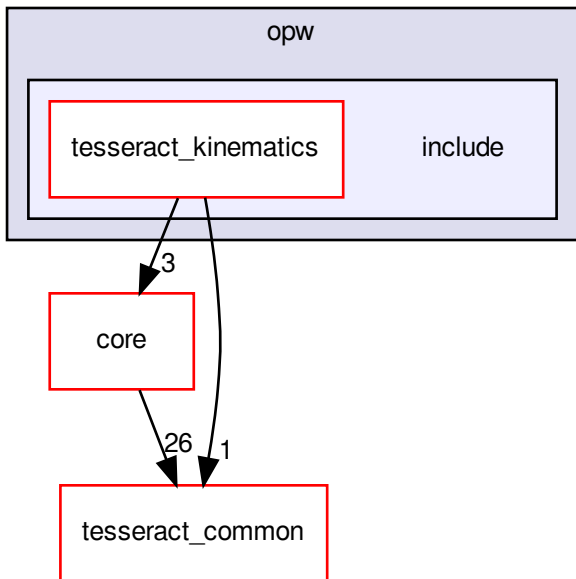 opw
tesseract_kinematics
include
3
core
26
1
tesseract_common